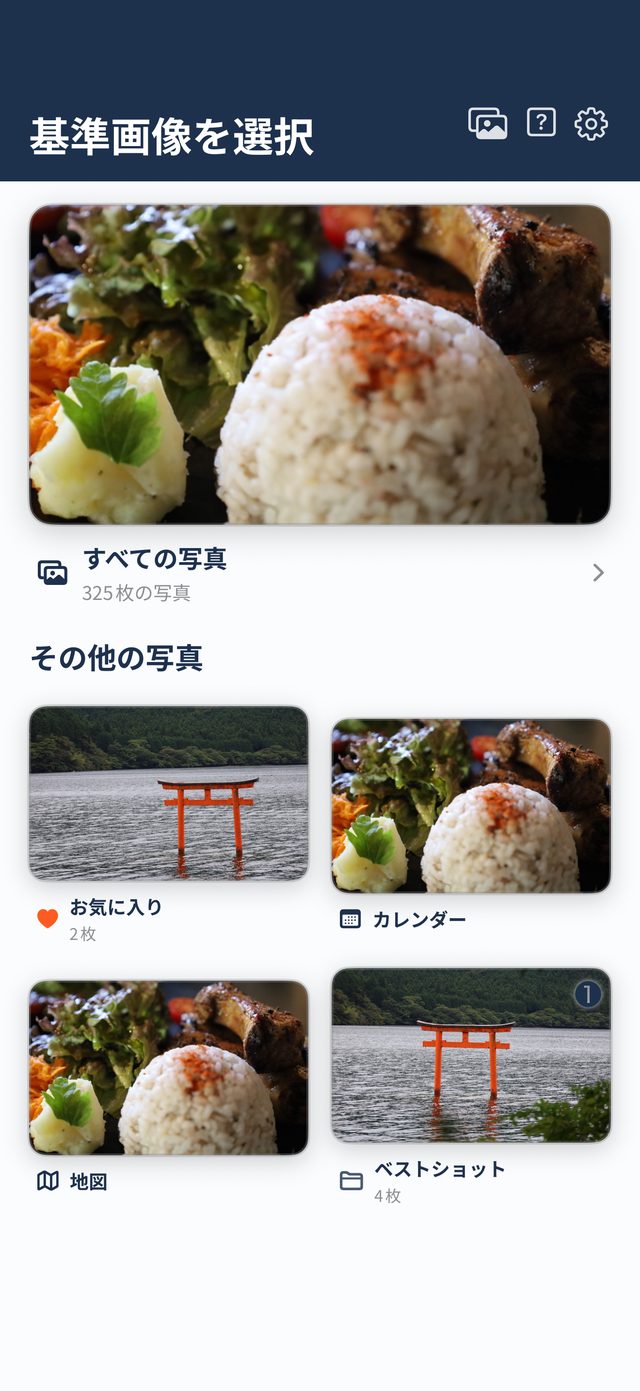 基準画像を選択
?
すべての写真
325枚の写真
その他の写真
お気に入り
2枚
カレンダー
1
地図
ベストショット
4枚